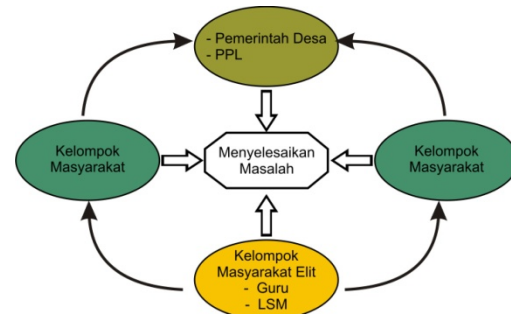 - Pemerintah Desa
- PPL
Kelompok
Masyarakat
Menyelesaikan
Masalah
Kelompok
Masyarakat
Kelompok
Masyarakat Elit
- Guru
- LSM